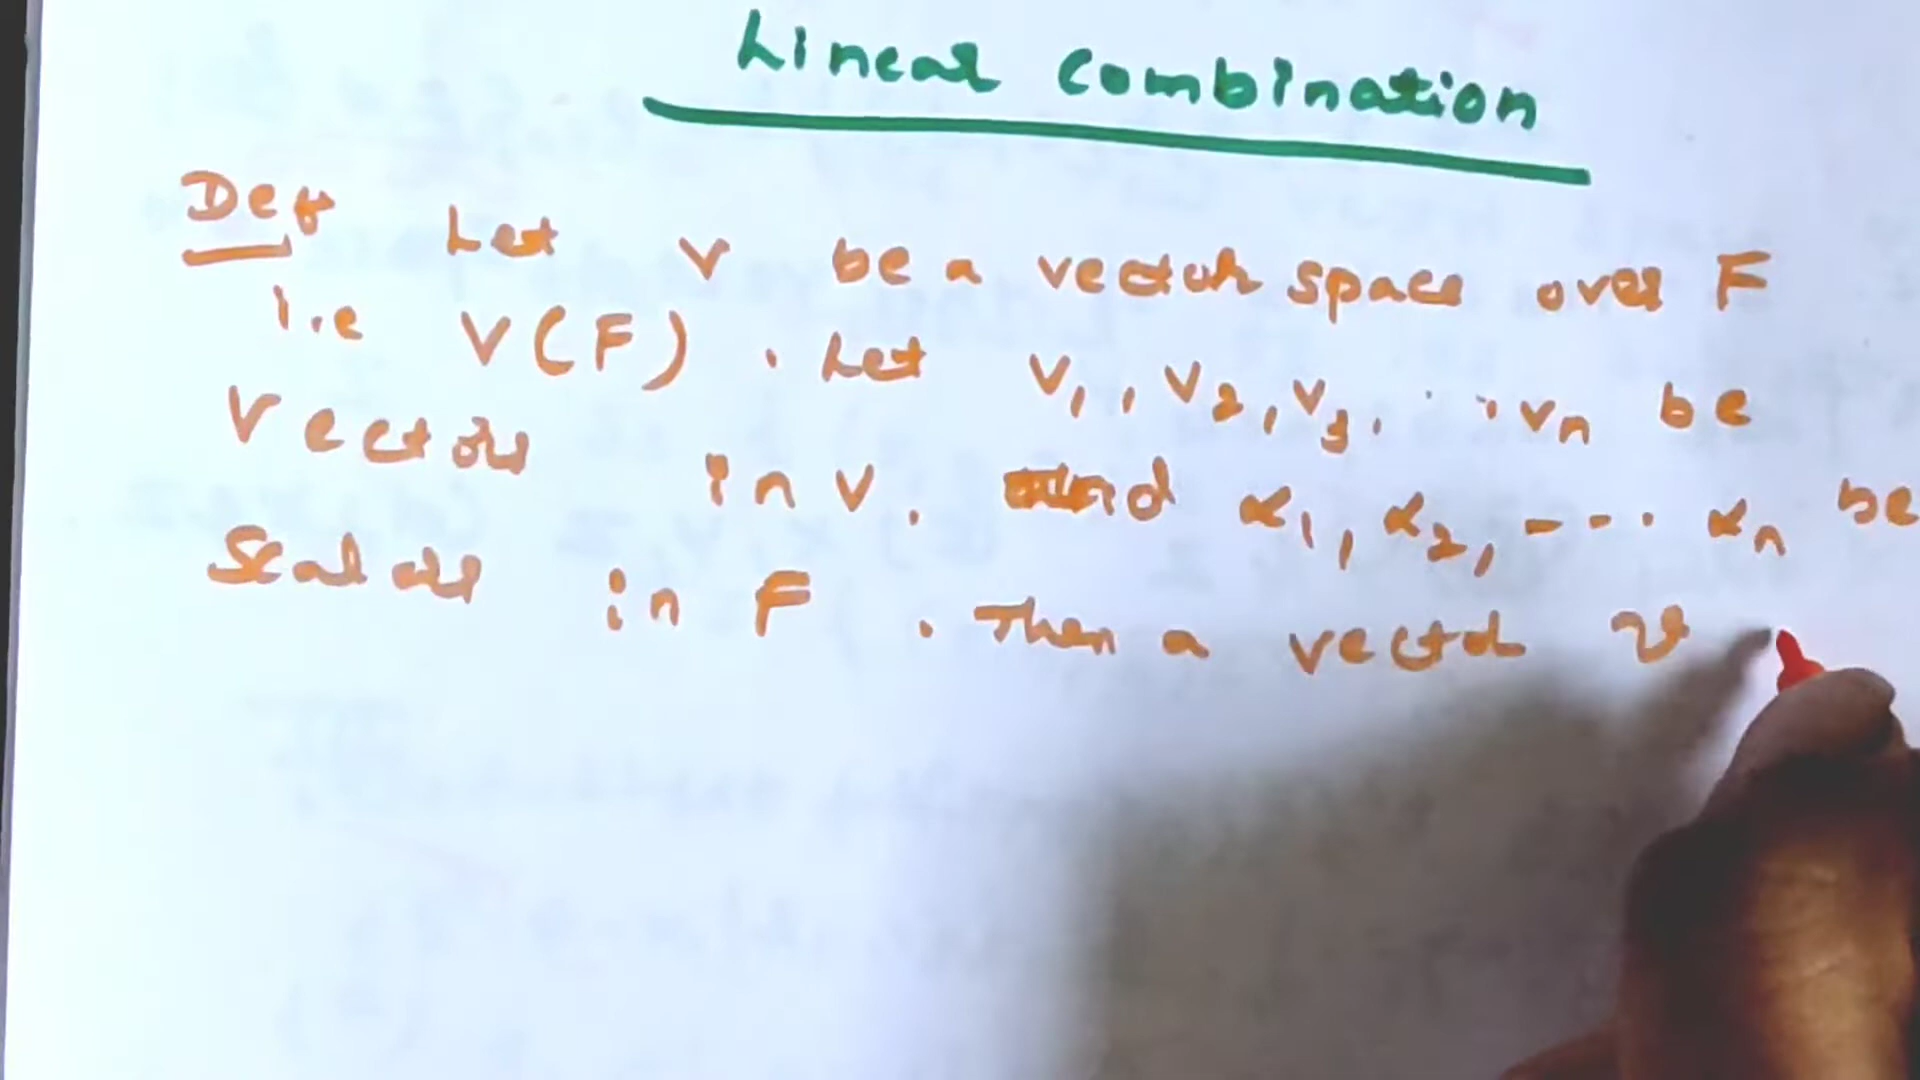 Linear Combination
Def Let V be a vector space over F
i.e V(F). Let V₁, V₂, V₃, . . . Vn be
Vectors in V. and α₁, α₂, - - - . αn be
Scalars in F. Then a vector v